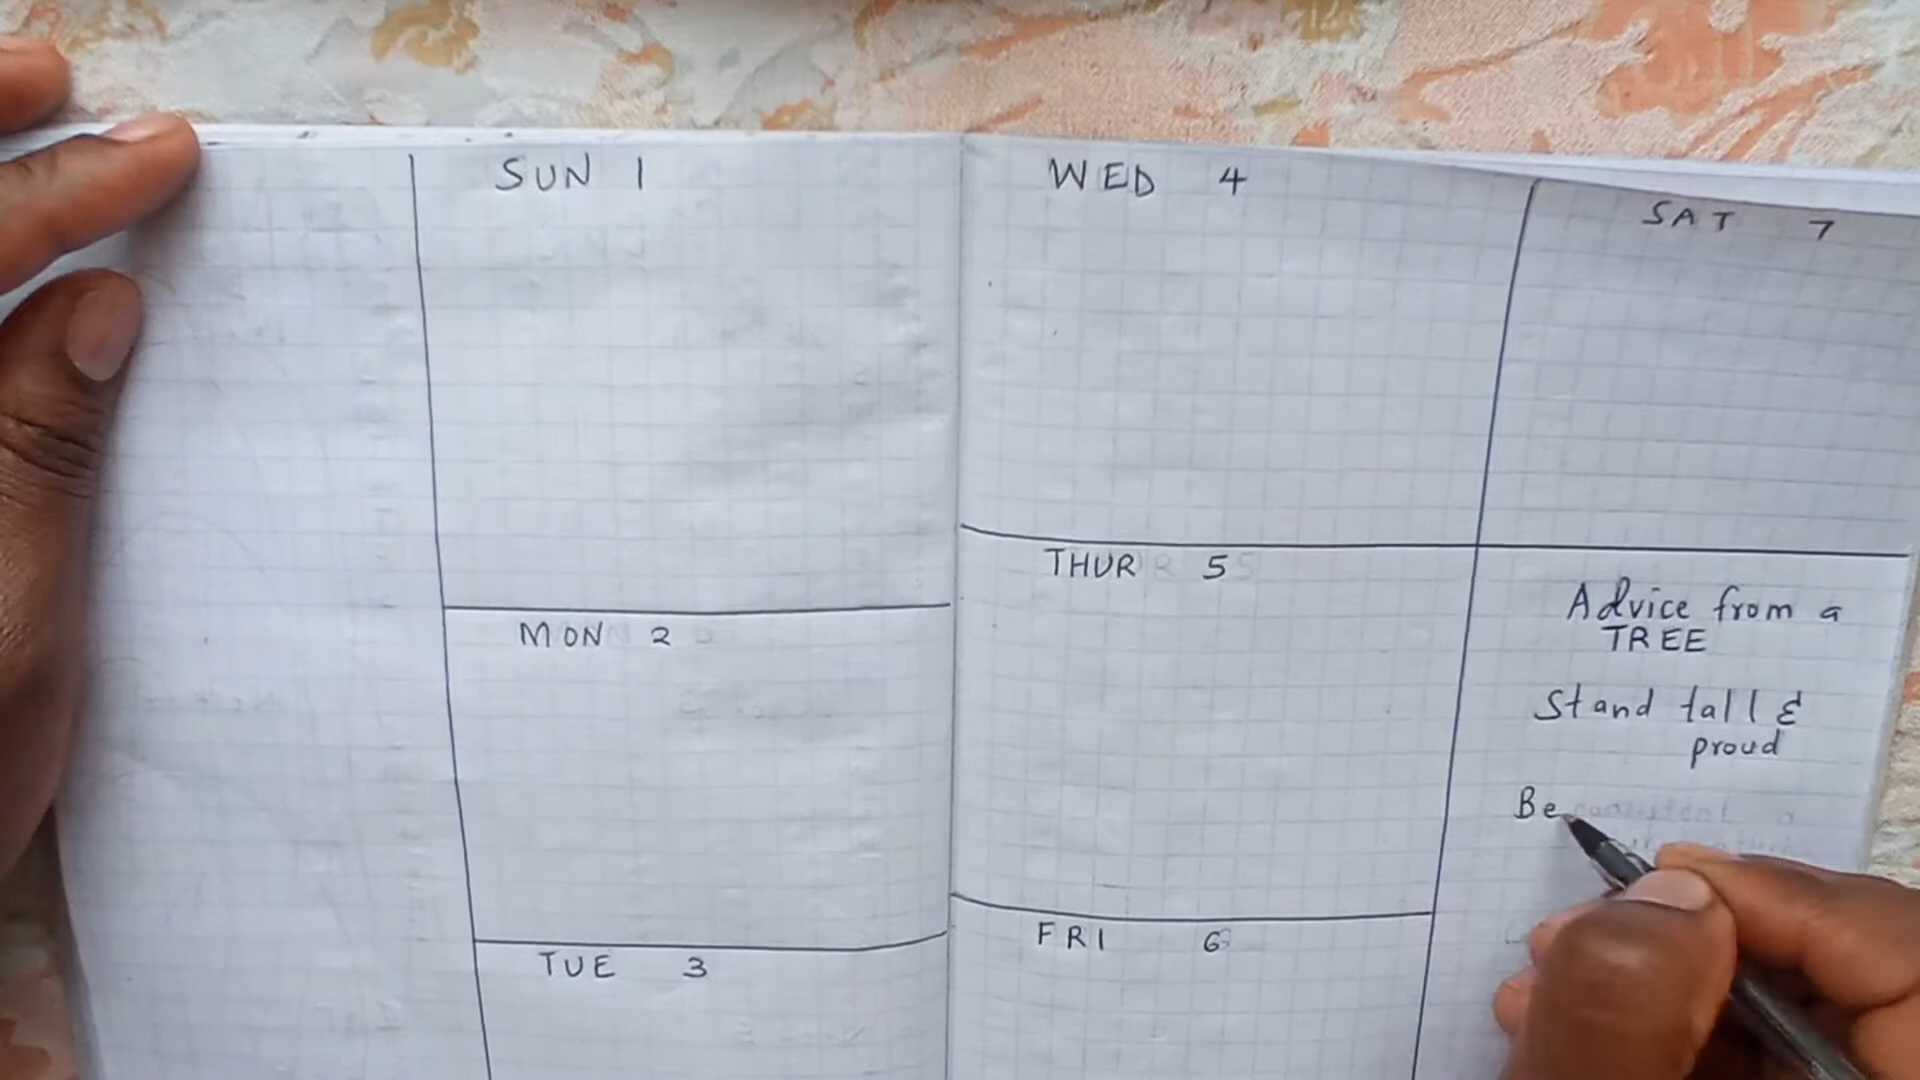 SUN 1
MON 2
TUE 3
WED 4
THUR 5
FRI 6
SAT 7
Advice from a
TREE
Stand tall &
proud
Be